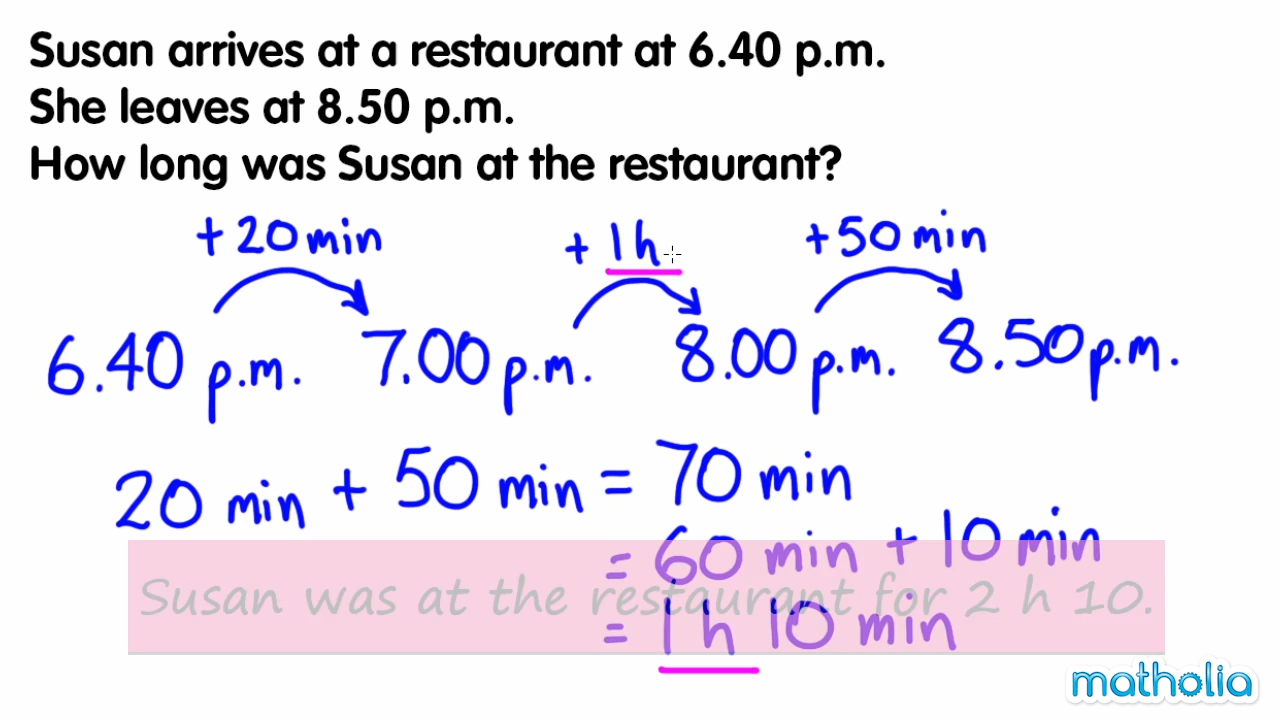 Susan arrives at a restaurant at 6.40 p.m.
She leaves at 8.50 p.m.
How long was Susan at the restaurant?
+20 min + 1h +50 min
6.40 p.m. 7.00 p.m. 8.00 p.m. 8.50 p.m.
20 min + 50 min = 70 min
= 60 min + 10 min
Susan was at the restaurant for 2 h 10.
= 1h 10 min
matholia